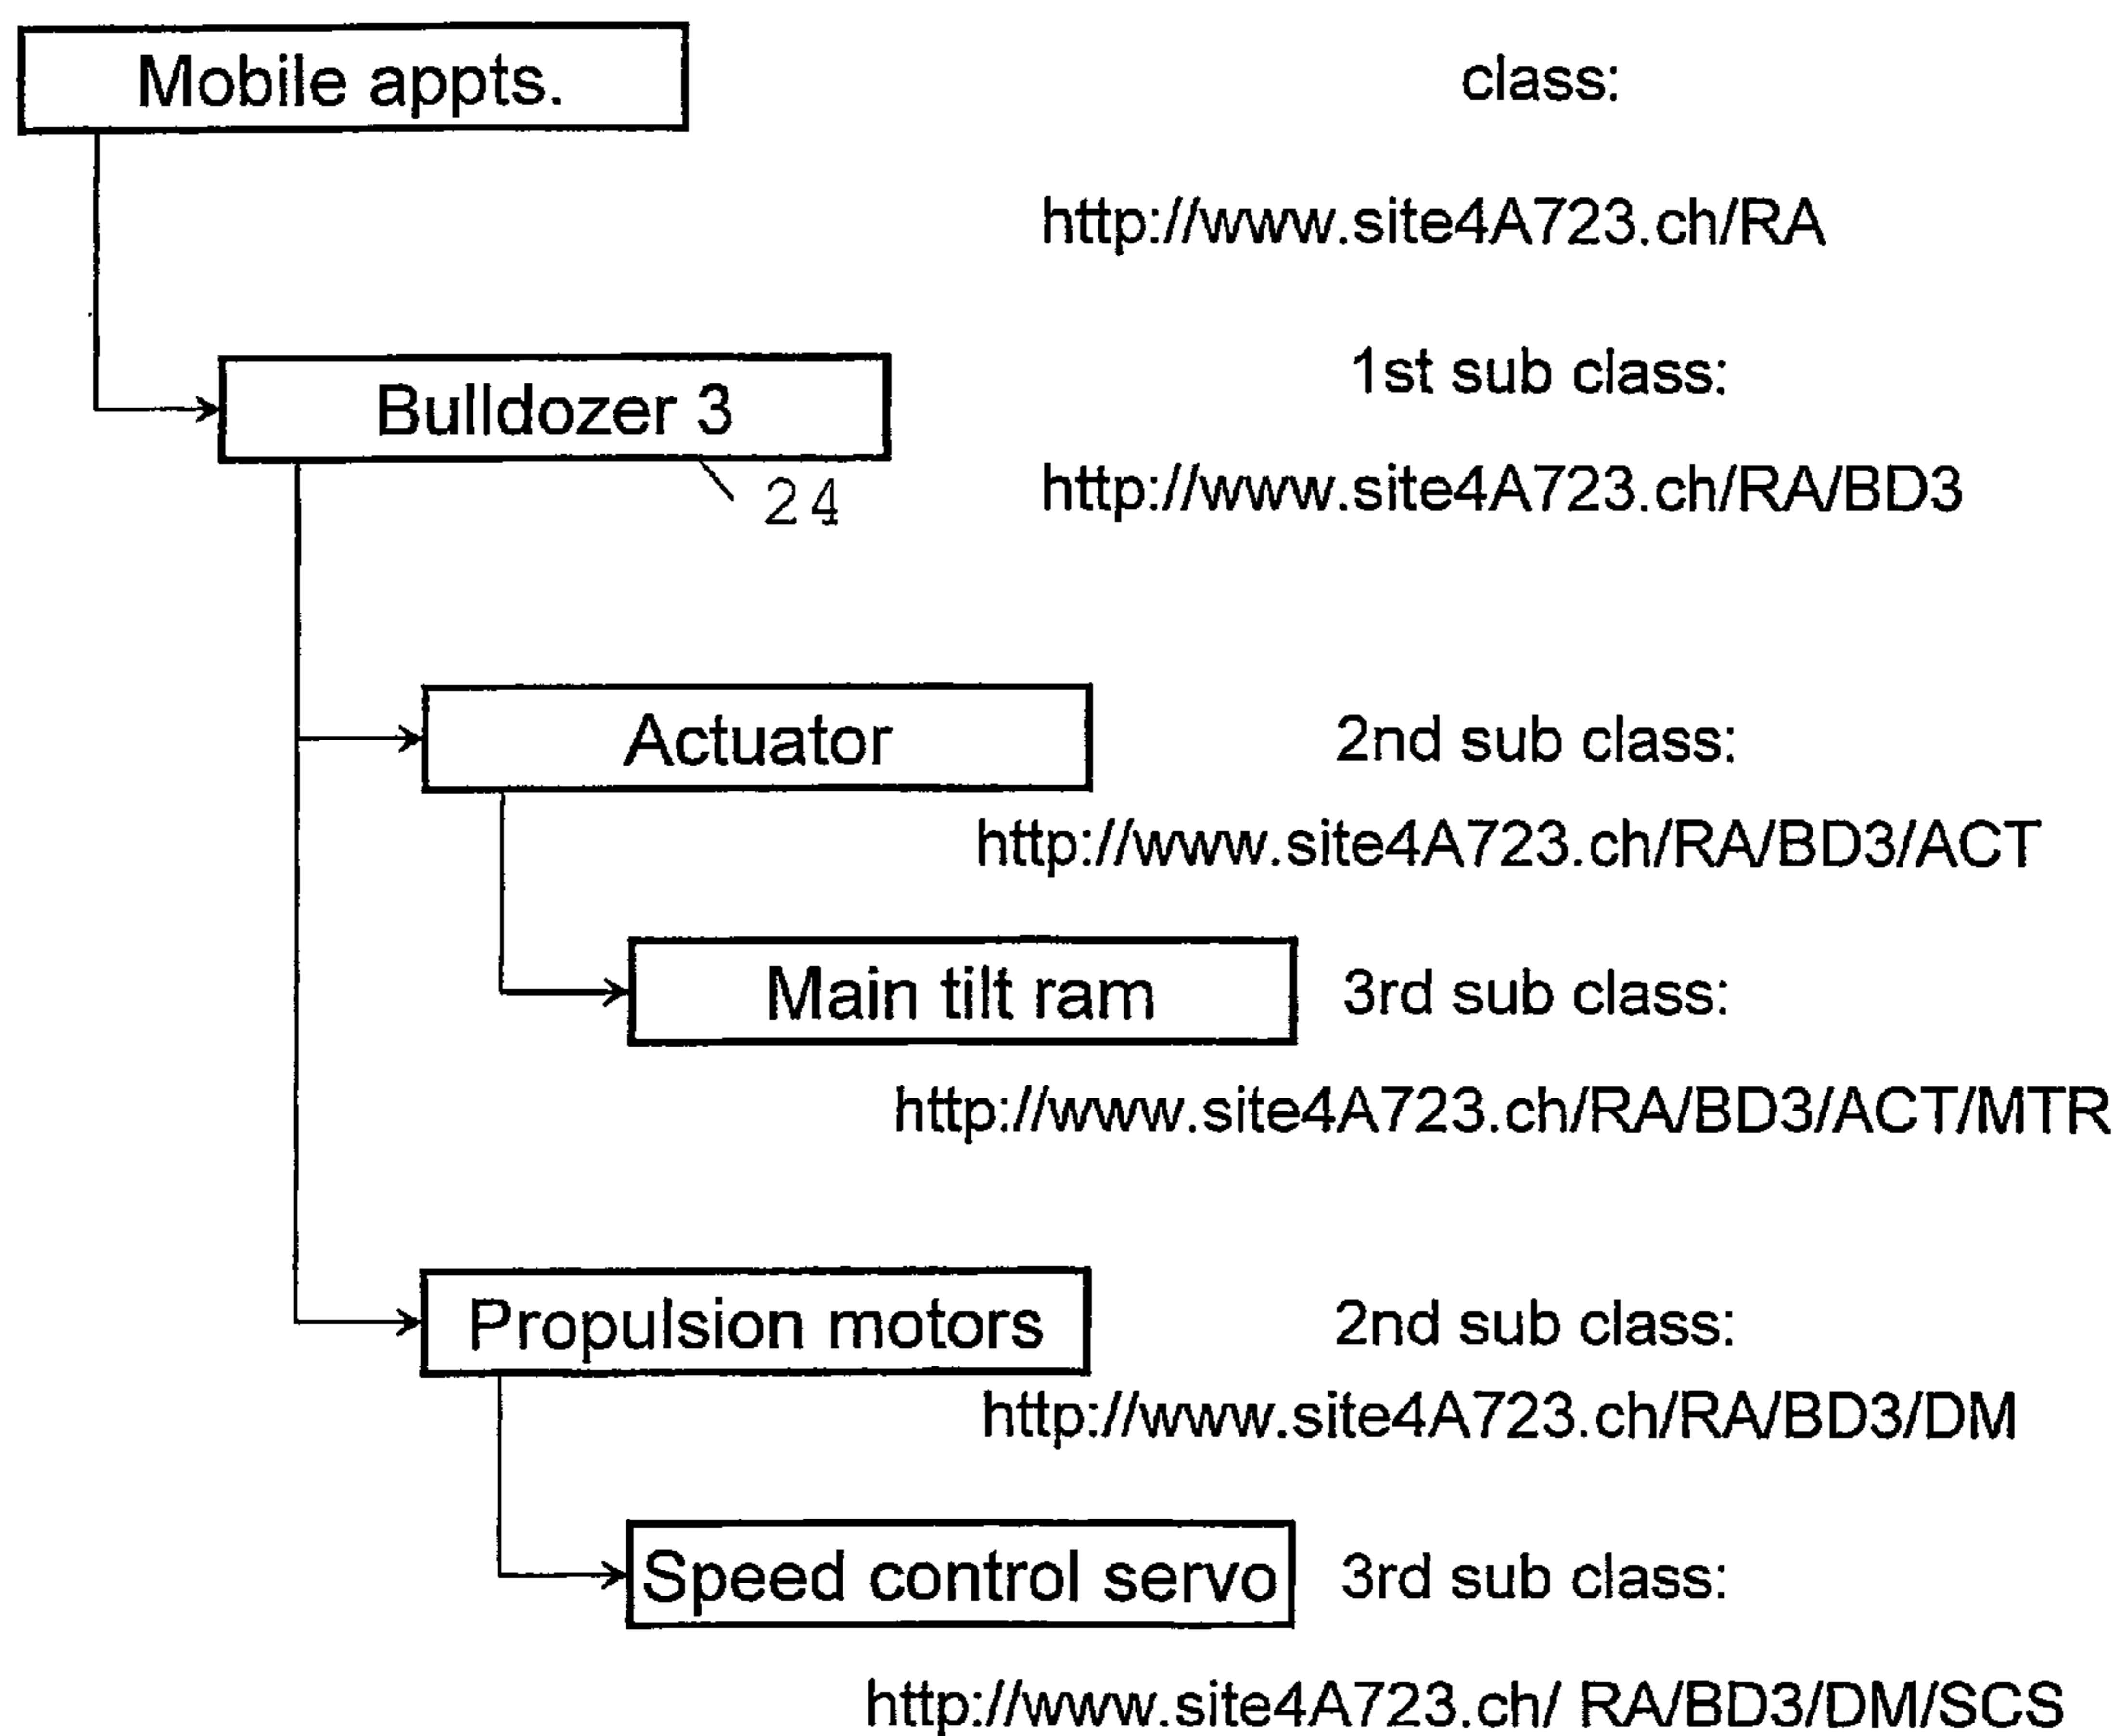 Mobile appts.
class:
http://www.site4A723.ch/RA
Bulldozer 3
1st sub class:
24
http://www.site4A723.ch/RA/BD3
Actuator
2nd sub class:
http://www.site4A723.ch/RA/BD3/ACT
Main tilt ram
3rd sub class:
http://www.site4A723.ch/RA/BD3/ACT/MTR
Propulsion motors
2nd sub class:
http://www.site4A723.ch/RA/BD3/DM
Speed control servo
3rd sub class:
http://www.site4A723.ch/ RA/BD3/DM/SCS